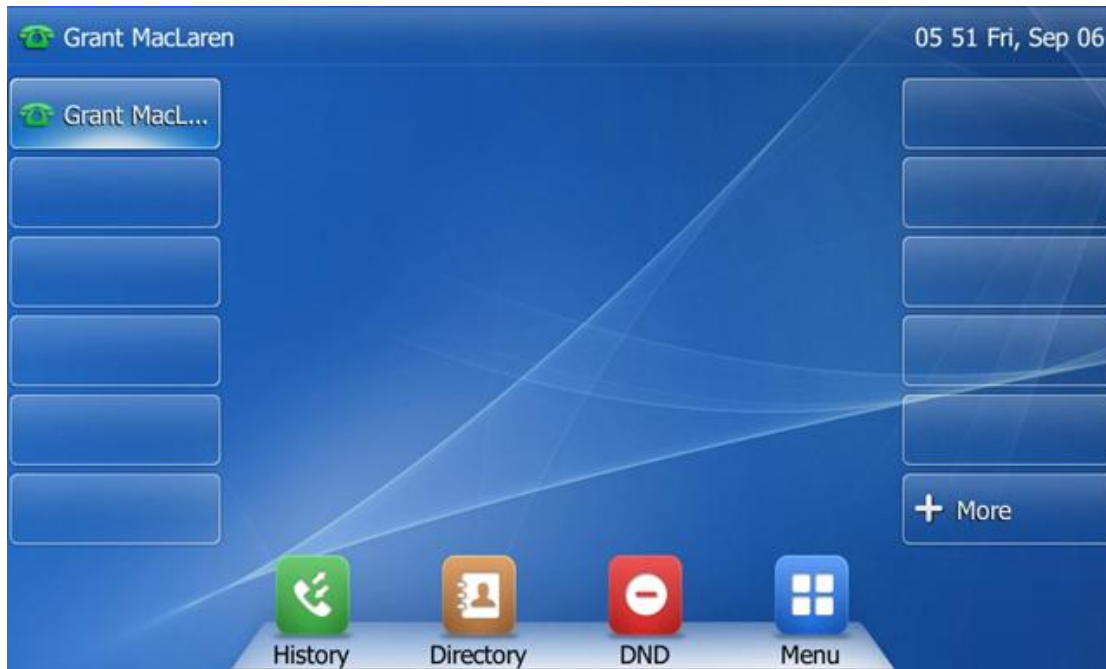 Grant MacLaren
05 51 Fri, Sep 06
Grant MacL...
More
History
Directory
DND
Menu